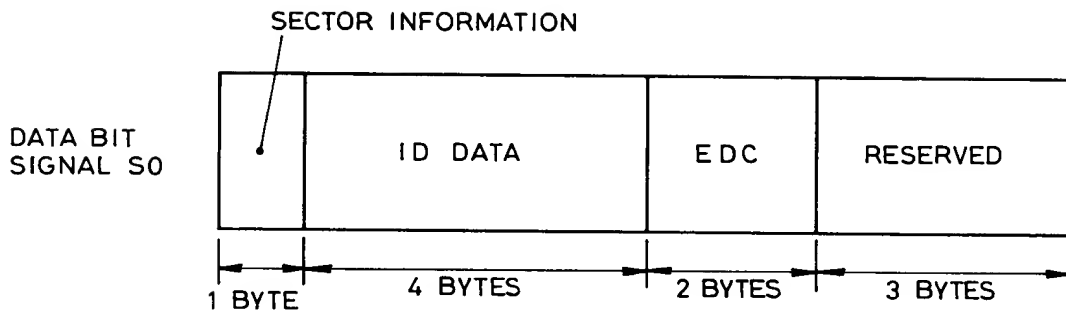 SECTOR INFORMATION
DATA BIT
SIGNAL S0
ID DATA
EDC
RESERVED
1 BYTE
4 BYTES
2 BYTES
3 BYTES